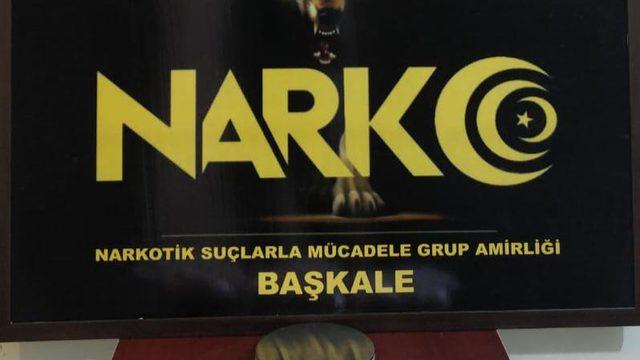 NARKO
NARKOTİK SUÇLARLA MÜCADELE GRUP AMİRLİĞİ
BAŞKALE